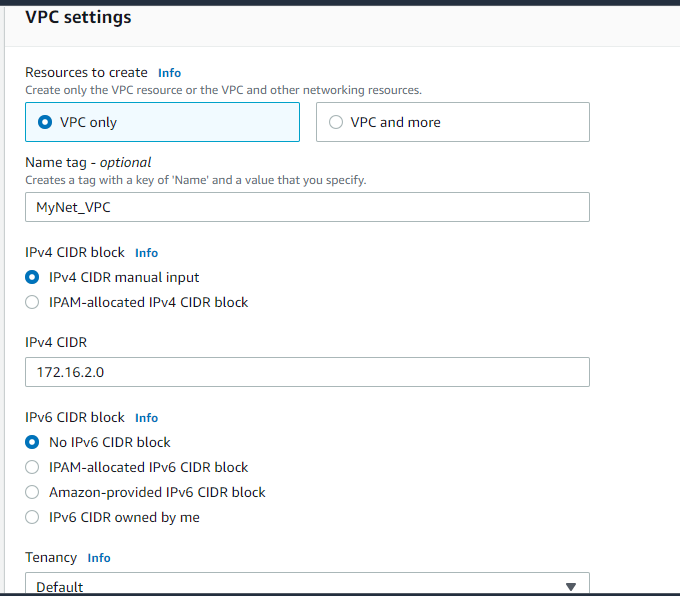 VPC settings
Resources to create Info
Create only the VPC resource or the VPC and other networking resources.
VPC only VPC and more
Name tag - optional
Creates a tag with a key of 'Name' and a value that you specify.
MyNet_VPC
IPv4 CIDR block Info
IPv4 CIDR manual input
IPAM-allocated IPv4 CIDR block
IPv4 CIDR
172.16.2.0
IPv6 CIDR block Info
No IPv6 CIDR block
IPAM-allocated IPv6 CIDR block
Amazon-provided IPv6 CIDR block
IPv6 CIDR owned by me
Tenancy Info
Default